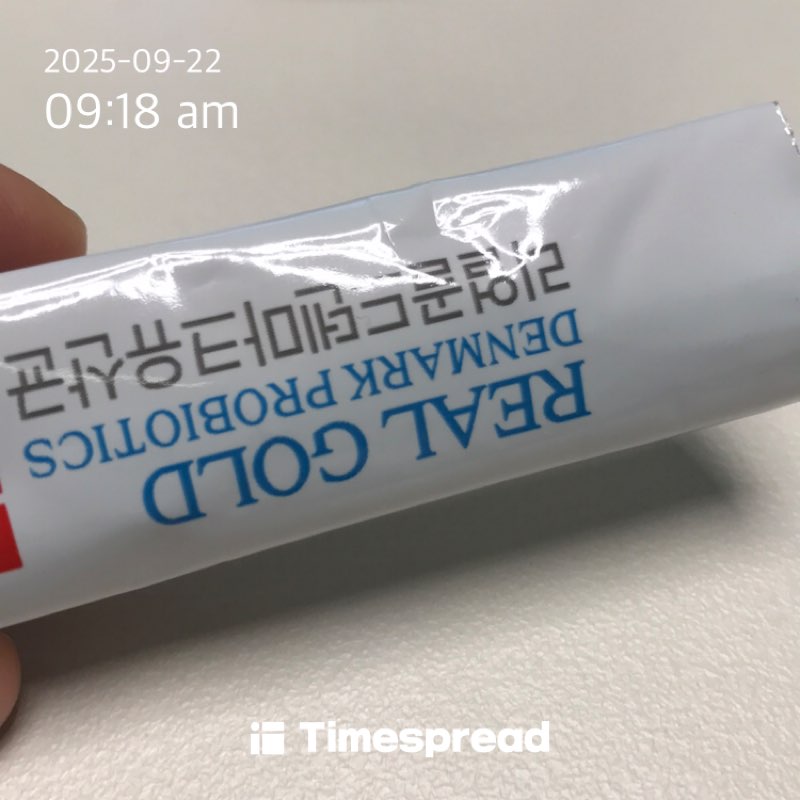 2025-09-22
09:18 am
REAL GOLD
DENMARK PROBIOTICS
리얼골드 덴마크 유산균
Timespread